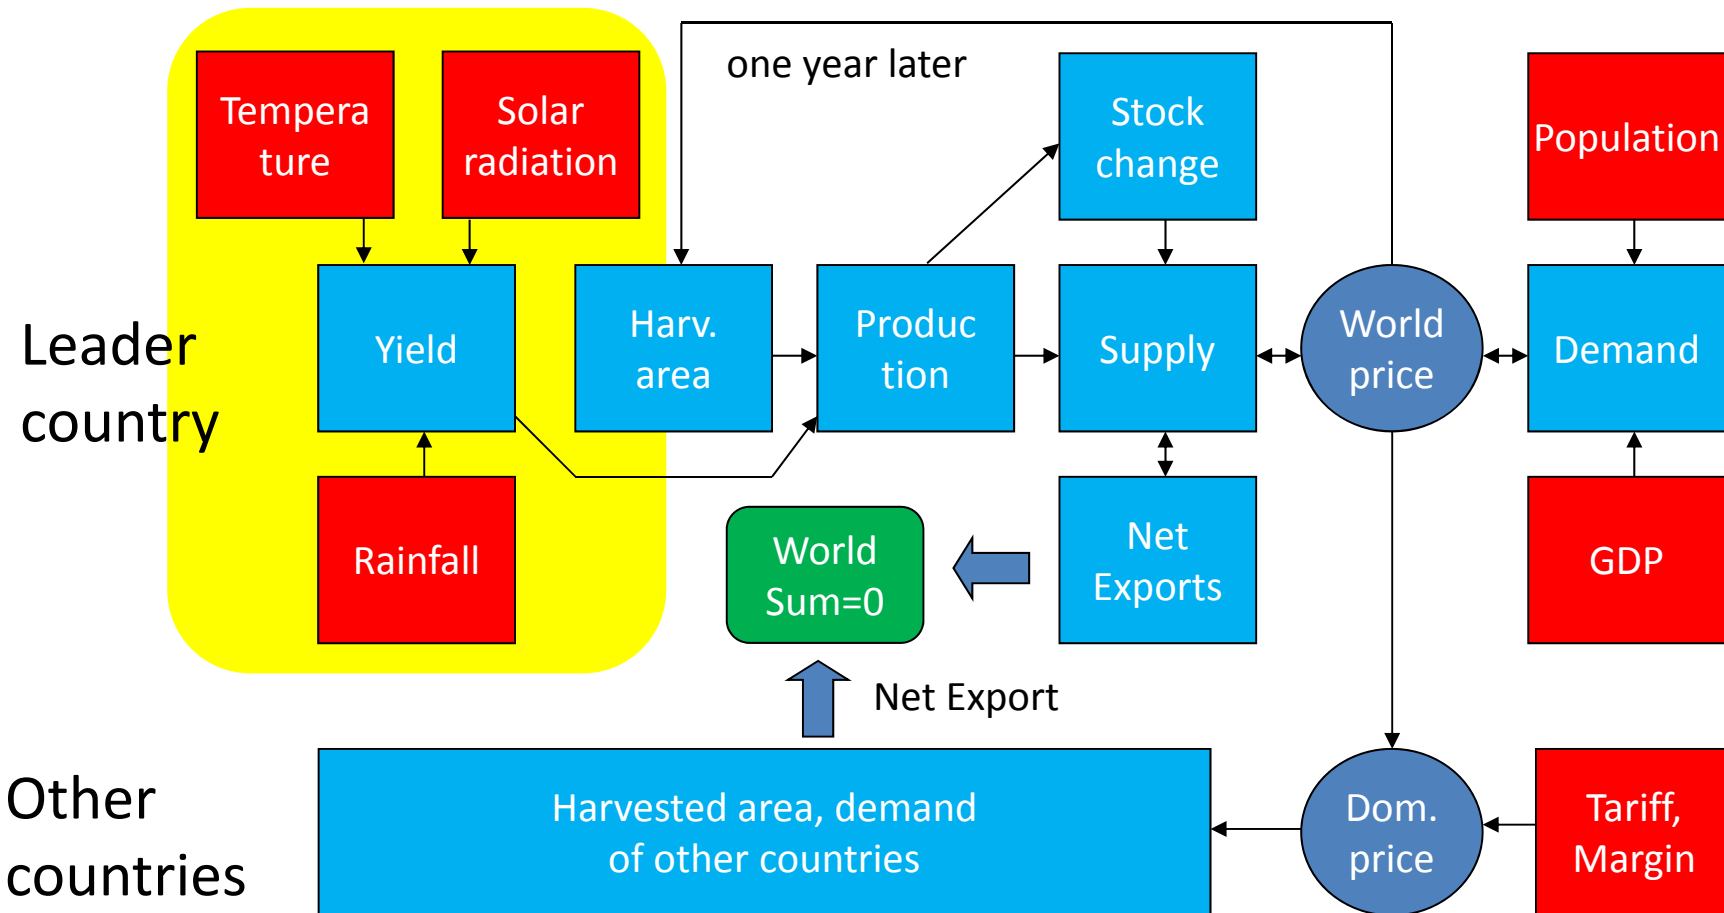 one year later
Tempera
ture
Solar
radiation
Stock
change
Population
Leader
country
Yield
Harv.
area
Produc
tion
Supply
World
price
Demand
Rainfall
World
Sum=0
Net
Exports
GDP
Net Export
Other
countries
Harvested area, demand
of other countries
Dom.
price
Tariff,
Margin